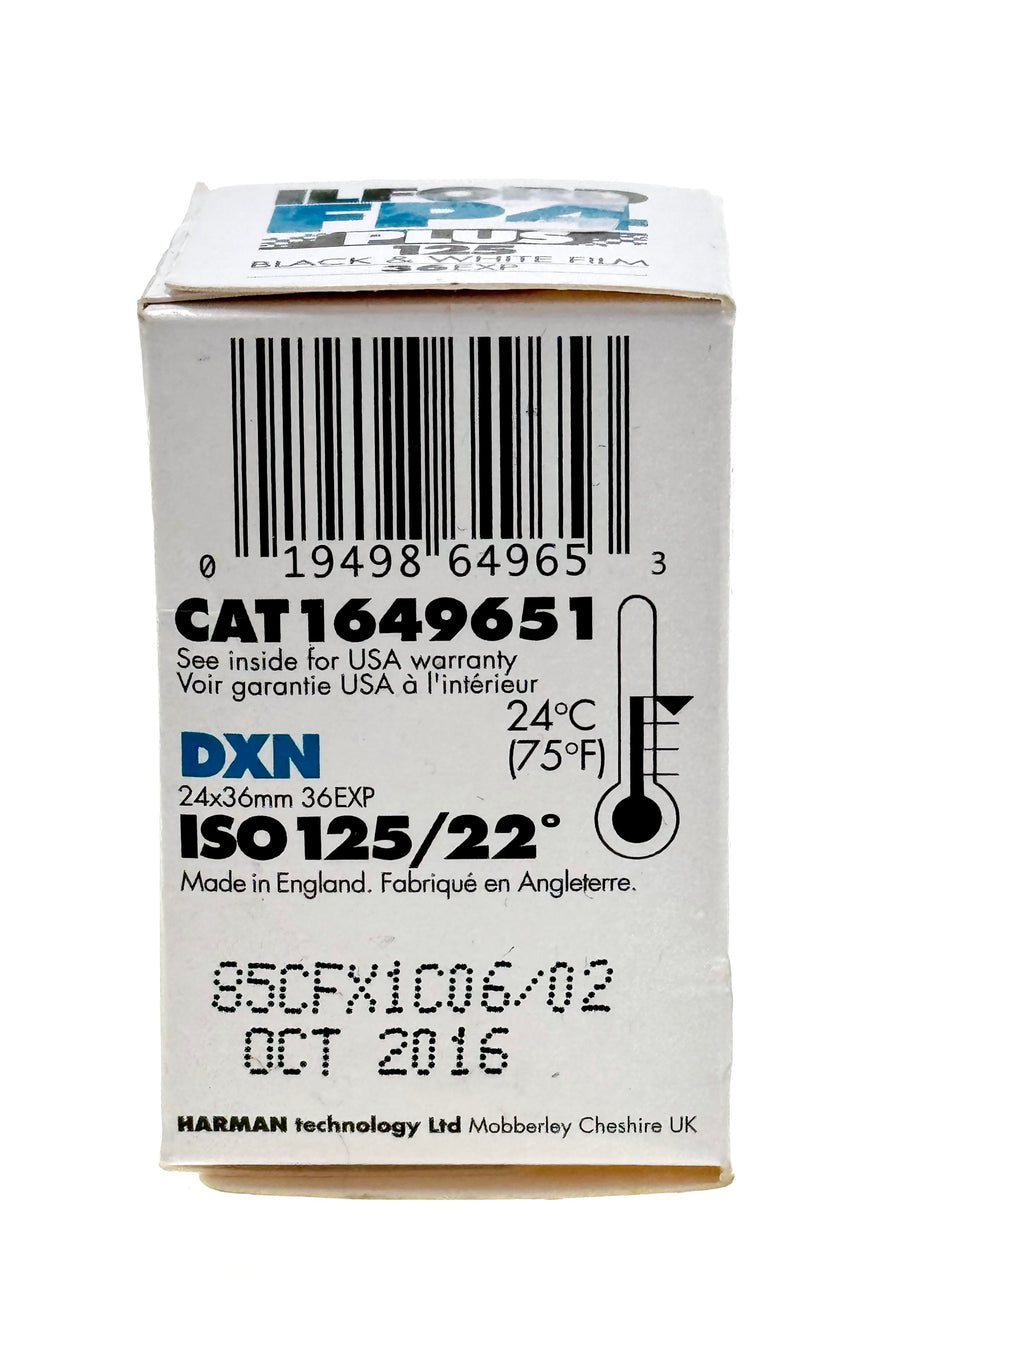 ILFORD
FP4
PLUS
125
BLACK & WHITE FILM
36EXP
0 19498 64965 3
CAT1649651
See inside for USA warranty
Voir garantie USA à l'intérieur
24°C
(75°F)
DXN
24x36mm 36EXP
ISO 125/22°
Made in England. Fabriqué en Angleterre.
85CFX1C06/02
OCT 2016
HARMAN technology Ltd Mobberley Cheshire UK